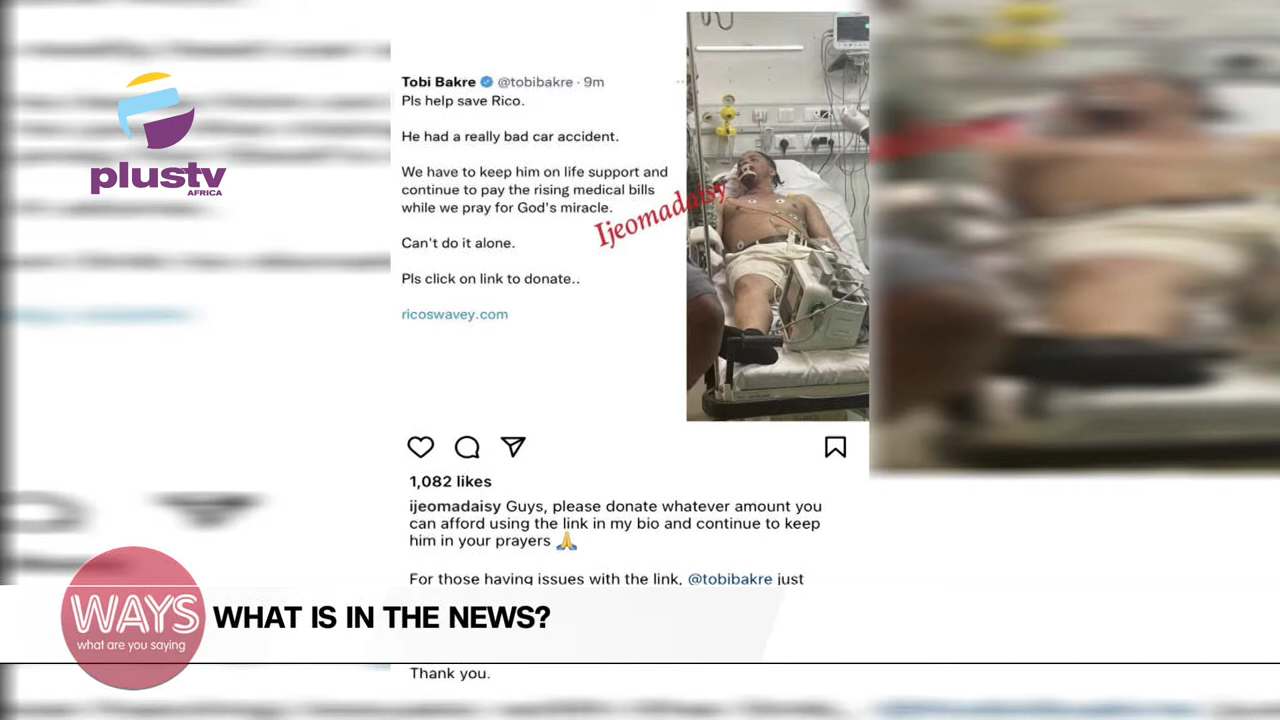 plustv
AFRICA
Tobi Bakre @tobibakre · 9m
Pls help save Rico.
He had a really bad car accident.
We have to keep him on life support and
continue to pay the rising medical bills
while we pray for God's miracle.
Can't do it alone.
Pls click on link to donate..
ricoswavey.com
Ijeomadaisy
1,082 likes
ijeomadaisy Guys, please donate whatever amount you
can afford using the link in my bio and continue to keep
him in your prayers 🙏
For those having issues with the link, @tobibakre just
WAYS
what are you saying
WHAT IS IN THE NEWS?
Thank you.